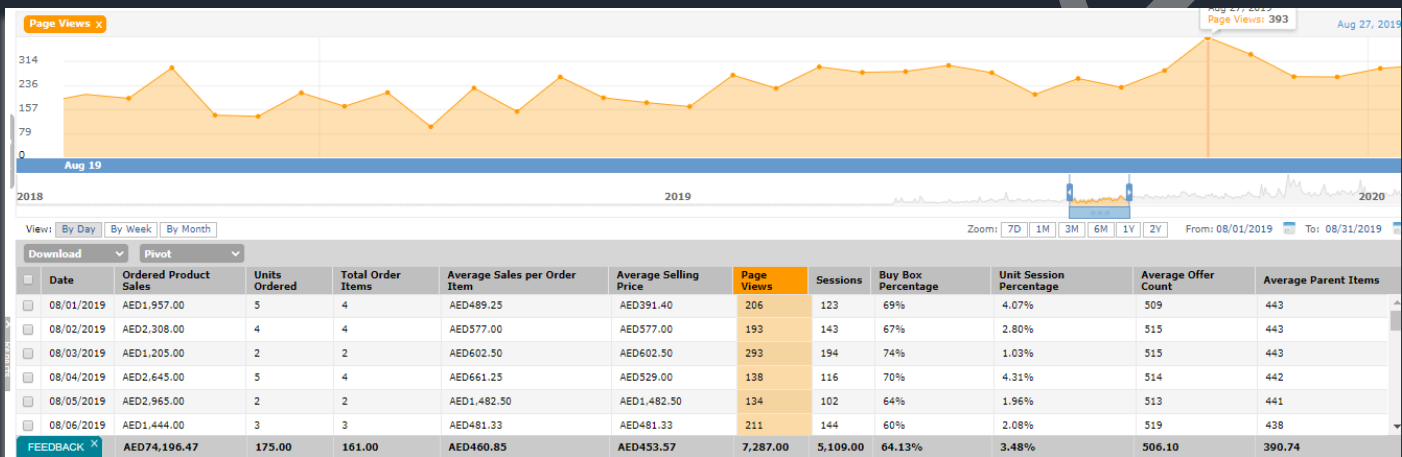 Page Views x
Aug 27, 2019
Page Views: 393
Aug 27, 2019
314
236
157
79
0
Aug 19
2018 2019 2020
View: By Day By Week By Month Zoom: 7D 1M 3M 6M 1Y 2Y From: 08/01/2019 To: 08/31/2019
Download Pivot
Date Ordered Product Sales Units Ordered Total Order Items Average Sales per Order Item Average Selling Price Page Views Sessions Buy Box Percentage Unit Session Percentage Average Offer Count Average Parent Items
08/01/2019 AED1,957.00 5 4 AED489.25 AED391.40 206 123 69% 4.07% 509 443
08/02/2019 AED2,308.00 4 4 AED577.00 AED577.00 193 143 67% 2.80% 515 443
08/03/2019 AED1,205.00 2 2 AED602.50 AED602.50 293 194 74% 1.03% 515 443
08/04/2019 AED2,645.00 5 4 AED661.25 AED529.00 138 116 70% 4.31% 514 442
08/05/2019 AED2,965.00 2 2 AED1,482.50 AED1,482.50 134 102 64% 1.96% 513 441
08/06/2019 AED1,444.00 3 3 AED481.33 AED481.33 211 144 60% 2.08% 519 438
FEEDBACK X AED74,196.47 175.00 161.00 AED460.85 AED453.57 7,287.00 5,109.00 64.13% 3.48% 506.10 390.74